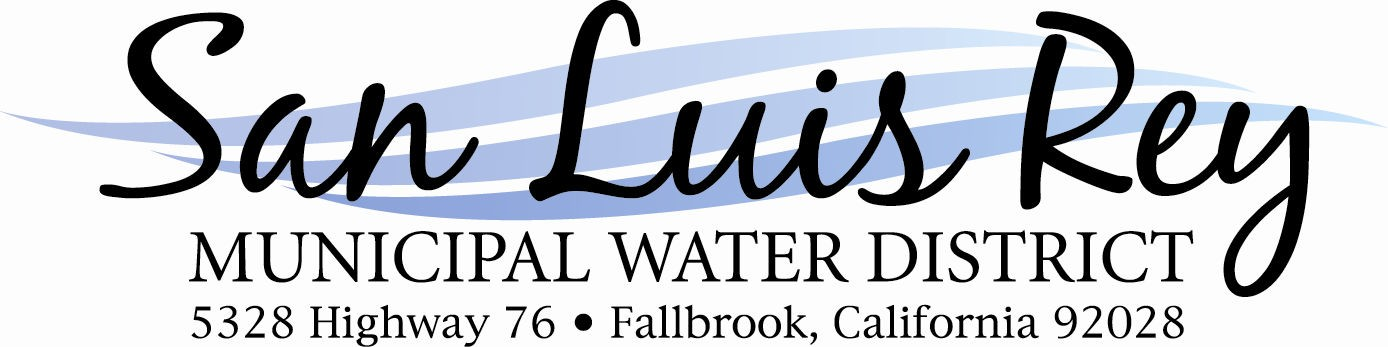 San Luis Rey
MUNICIPAL WATER DISTRICT
5328 Highway 76 • Fallbrook, California 92028